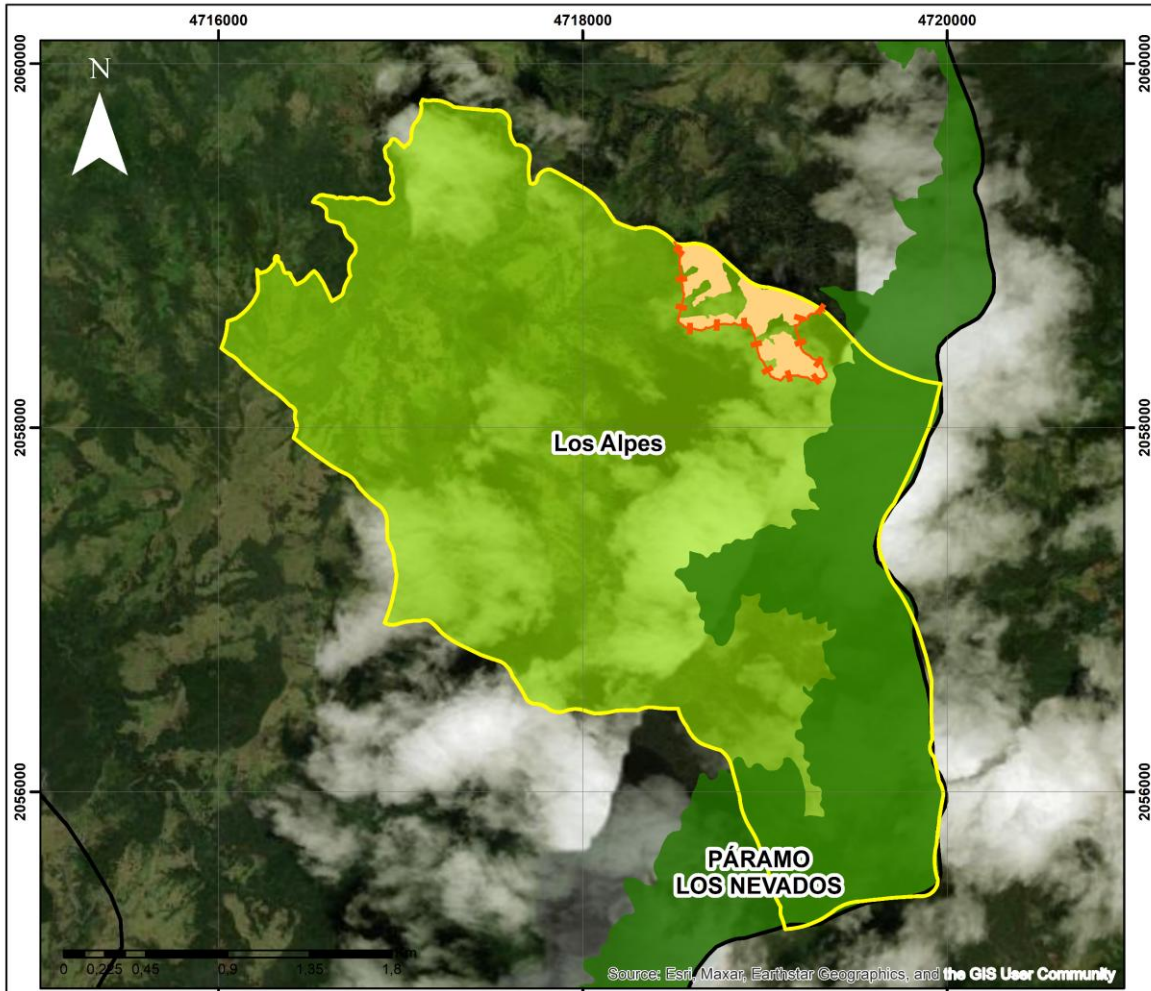 4716000 4718000 4720000
2060000 2060000
N
2058000 2058000
Los Alpes
2056000 2056000
PÁRAMO
LOS NEVADOS
0 0,225 0,45 0,9 1,35 1,8
Source: Esri, Maxar, Earthstar Geographics, and the GIS User Community